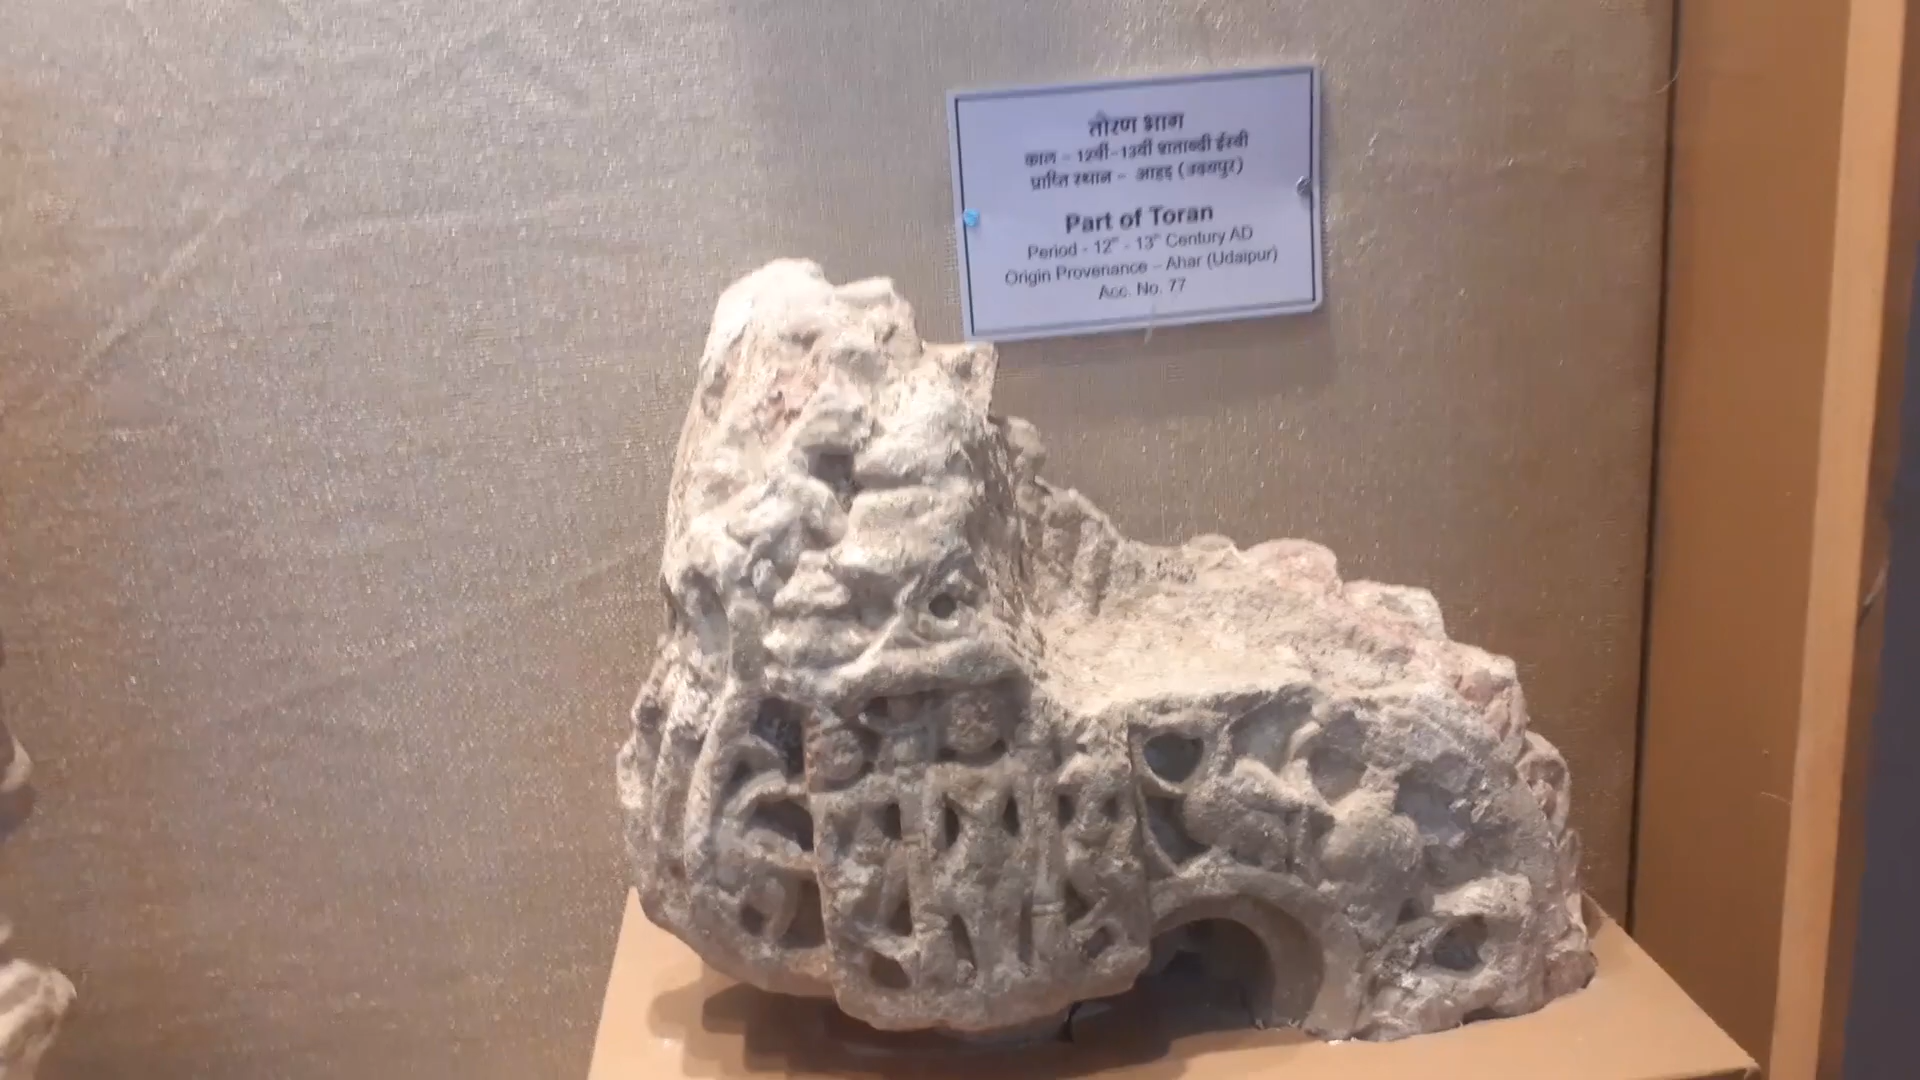 तोरण भाग
काल - 12वीं-13वीं शताब्दी ईस्वी
प्राप्ति स्थान - आहड़ (उदयपुर)
Part of Toran
Period - 12th - 13th Century AD
Origin Provenance – Ahar (Udaipur)
Acc. No. 77